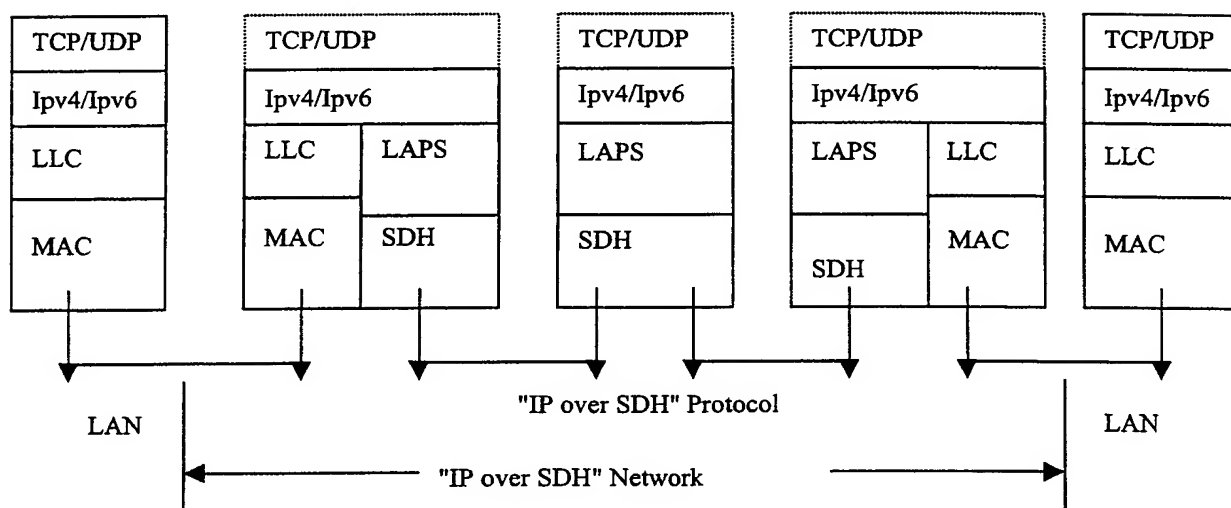 TCP/UDP
Ipv4/Ipv6
LLC
MAC
TCP/UDP
Ipv4/Ipv6
LLC
LAPS
MAC
SDH
TCP/UDP
Ipv4/Ipv6
LAPS
SDH
TCP/UDP
Ipv4/Ipv6
LAPS
LLC
SDH
MAC
TCP/UDP
Ipv4/Ipv6
LLC
MAC
LAN
"IP over SDH" Protocol
LAN
"IP over SDH" Network